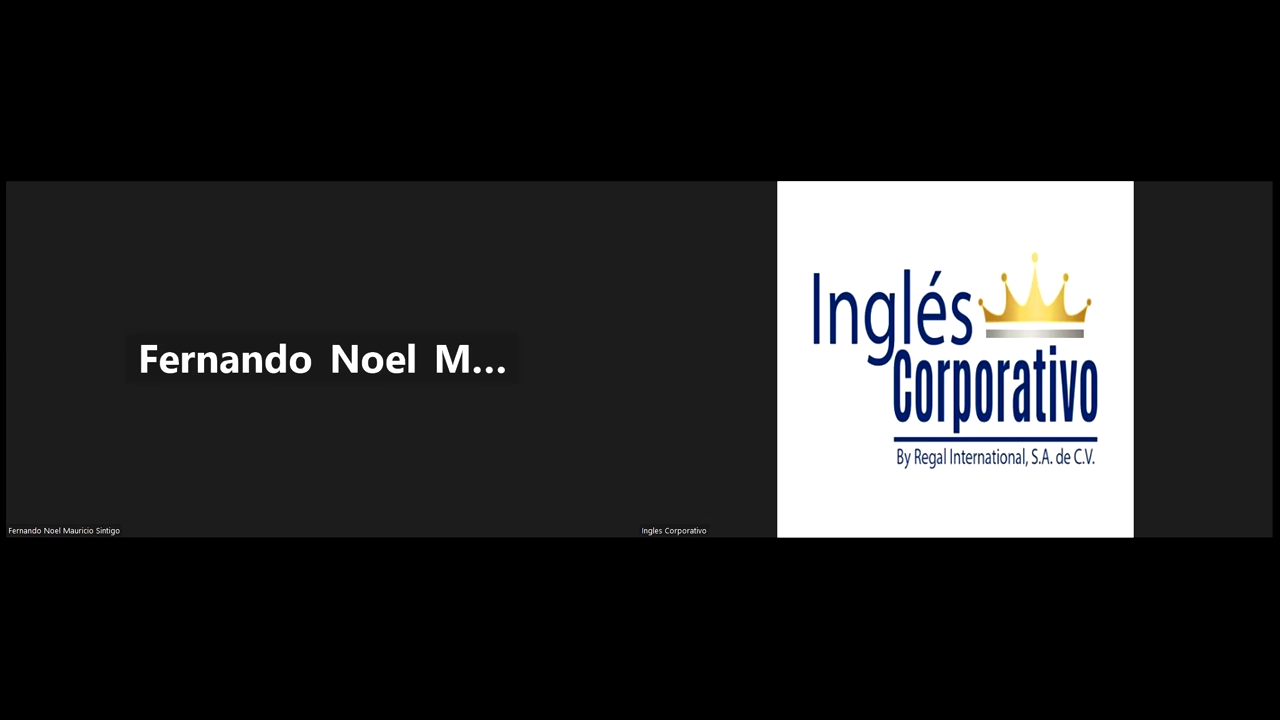 Fernando Noel M...
Inglés
Corporativo
By Regal International, S.A. de C.V.
Fernando Noel Mauricio Sintigo
Ingles Corporativo